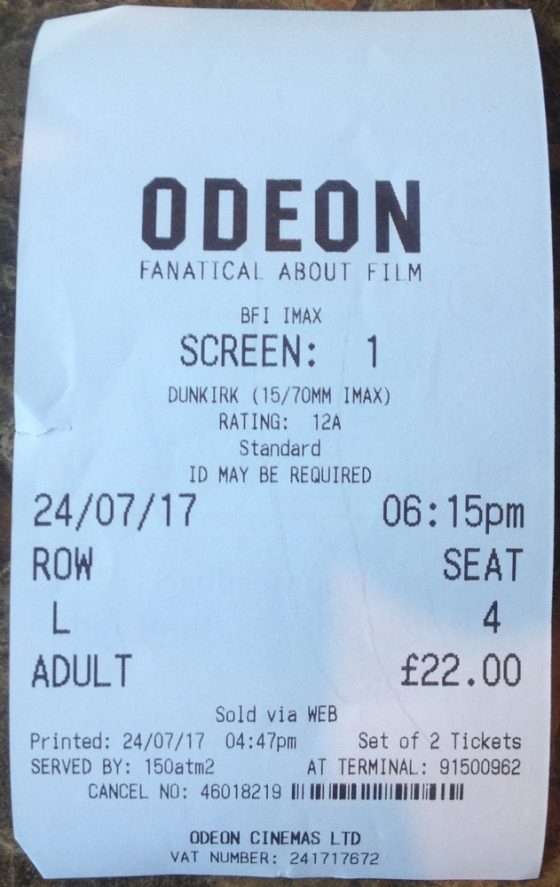 ODEON
FANATICAL ABOUT FILM
BFI IMAX
SCREEN: 1
DUNKIRK (15/70MM IMAX)
RATING: 12A
Standard
ID MAY BE REQUIRED
24/07/17 06:15pm
ROW SEAT
L 4
ADULT £22.00
Sold via WEB
Printed: 24/07/17 04:47pm Set of 2 Tickets
SERVED BY: 150atm2 AT TERMINAL: 91500962
CANCEL NO: 46018219
ODEON CINEMAS LTD
VAT NUMBER: 241717672